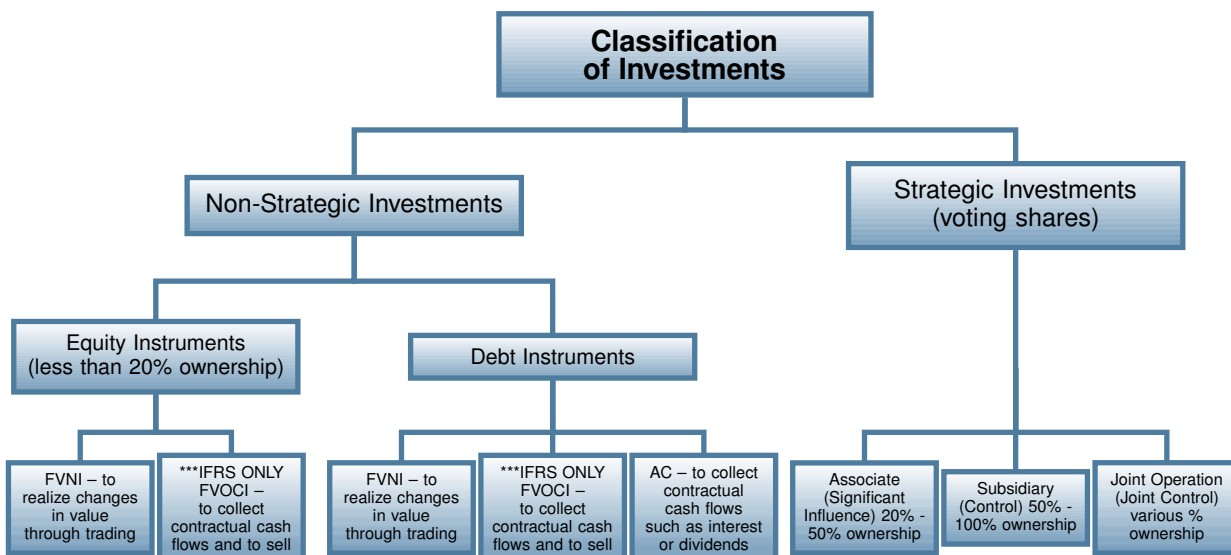 Classification
of Investments
Non-Strategic Investments
Strategic Investments
(voting shares)
Equity Instruments
(less than 20% ownership)
Debt Instruments
FVNI – to
realize changes
in value
through trading
***IFRS ONLY
FVOCI –
to collect
contractual cash
flows and to sell
FVNI – to
realize changes
in value
through trading
***IFRS ONLY
FVOCI –
to collect
contractual cash
flows and to sell
AC – to collect
contractual
cash flows
such as interest
or dividends
Associate
(Significant
Influence) 20% -
50% ownership
Subsidiary
(Control) 50% -
100% ownership
Joint Operation
(Joint Control)
various %
ownership